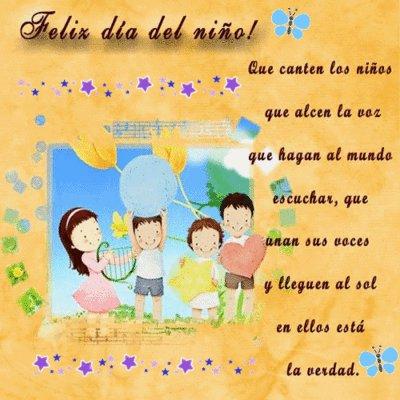 Feliz día del niño!
Que canten los niños
que alcen la voz
que hagan al mundo
escuchar, que
unan sus voces
y lleguen al sol
en ellos está
la verdad.